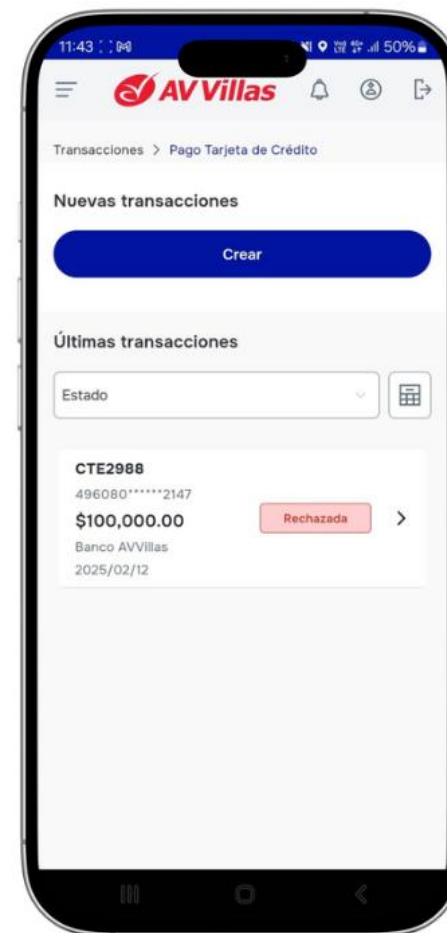 11:43 50%
AV Villas
Transacciones > Pago Tarjeta de Crédito
Nuevas transacciones
Crear
Últimas transacciones
Estado
CTE2988
496080******2147
$100,000.00
Rechazada
Banco AVVillas
2025/02/12